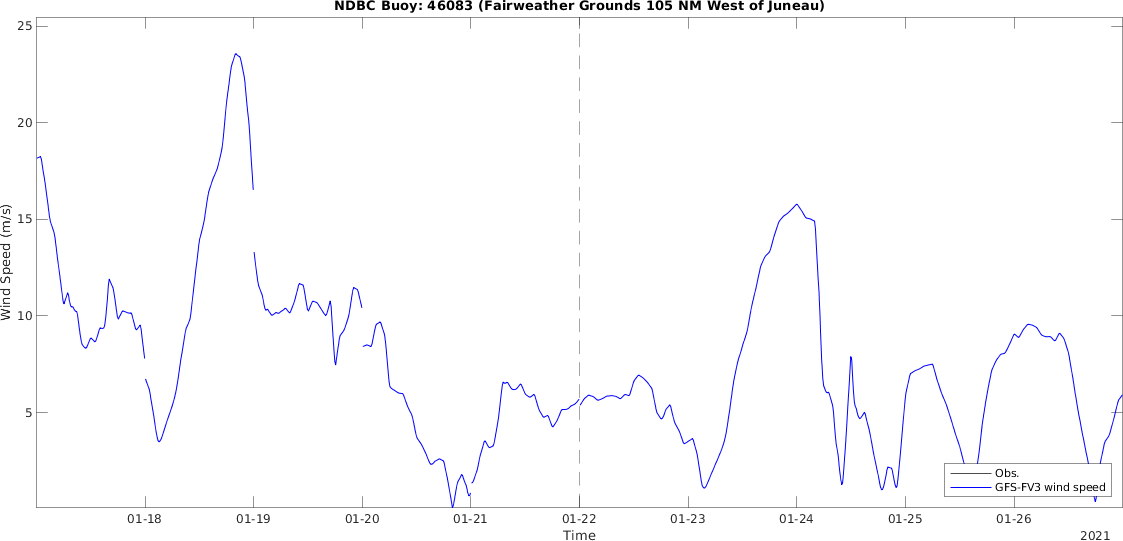 NDBC Buoy: 46083 (Fairweather Grounds 105 NM West of Juneau)
25
20
15
10
5
Wind Speed (m/s)
01-18 01-19 01-20 01-21 01-22 01-23 01-24 01-25 01-26
Time
2021
Obs.
GFS-FV3 wind speed